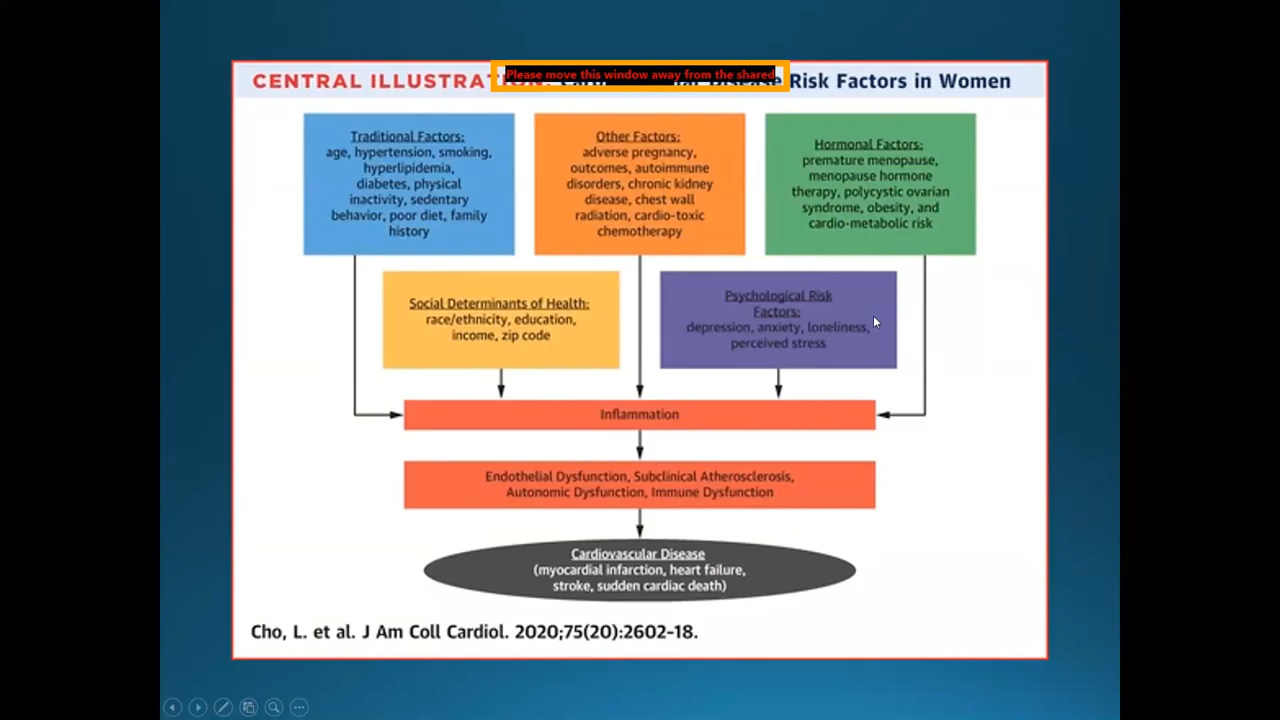 Please move this window away from the shared
CENTRAL ILLUSTRAT Risk Factors in Women
Traditional Factors:
age, hypertension, smoking,
hyperlipidemia,
diabetes, physical
inactivity, sedentary
behavior, poor diet, family
history
Other Factors:
adverse pregnancy,
outcomes, autoimmune
disorders, chronic kidney
disease, chest wall
radiation, cardio-toxic
chemotherapy
Hormonal Factors:
premature menopause,
menopause hormone
therapy, polycystic ovarian
syndrome, obesity, and
cardio-metabolic risk
Social Determinants of Health:
race/ethnicity, education,
income, zip code
Psychological Risk
Factors:
depression, anxiety, loneliness,
perceived stress
Inflammation
Endothelial Dysfunction, Subclinical Atherosclerosis,
Autonomic Dysfunction, Immune Dysfunction
Cardiovascular Disease
(myocardial infarction, heart failure,
stroke, sudden cardiac death)
Cho, L. et al. J Am Coll Cardiol. 2020;75(20):2602-18.